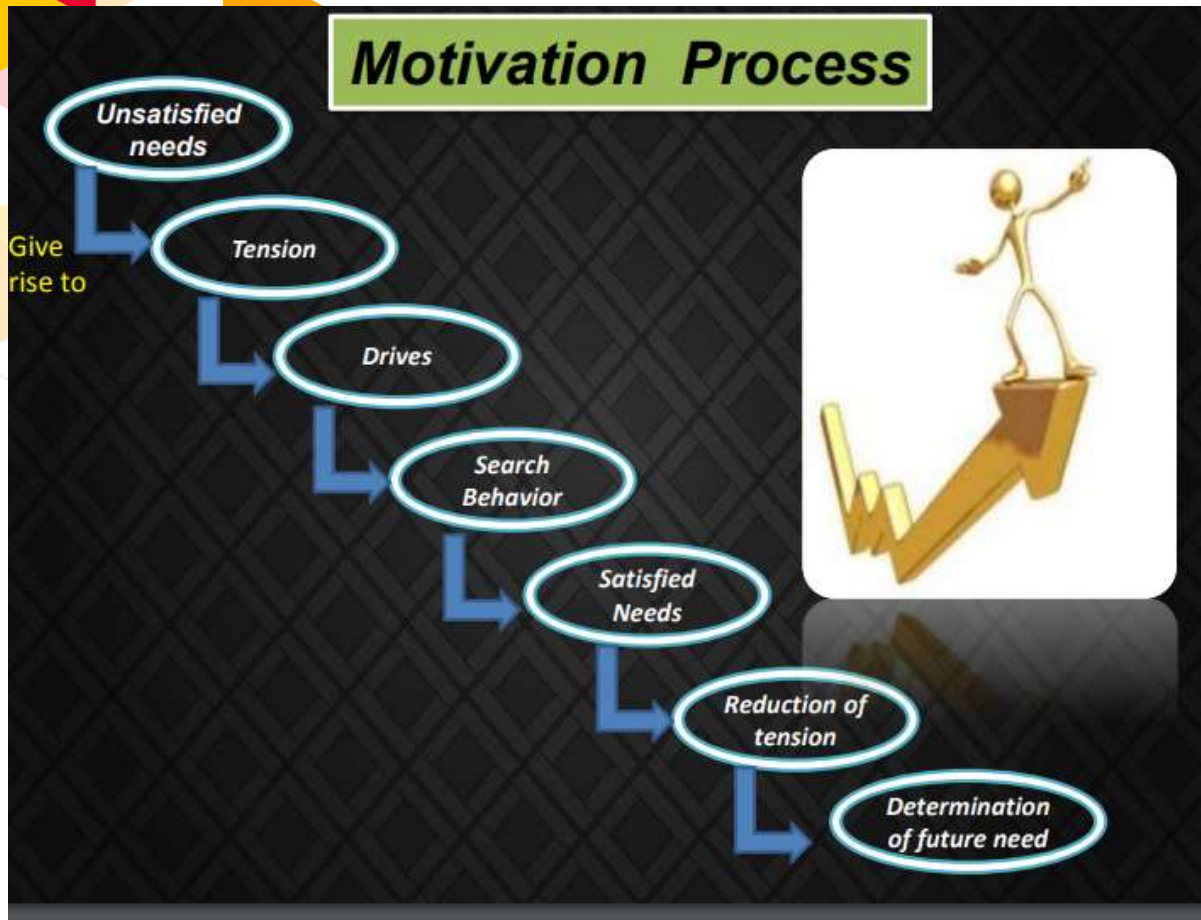 Motivation Process
Unsatisfied
needs
Give
rise to
Tension
Drives
Search
Behavior
Satisfied
Needs
Reduction of
tension
Determination
of future need